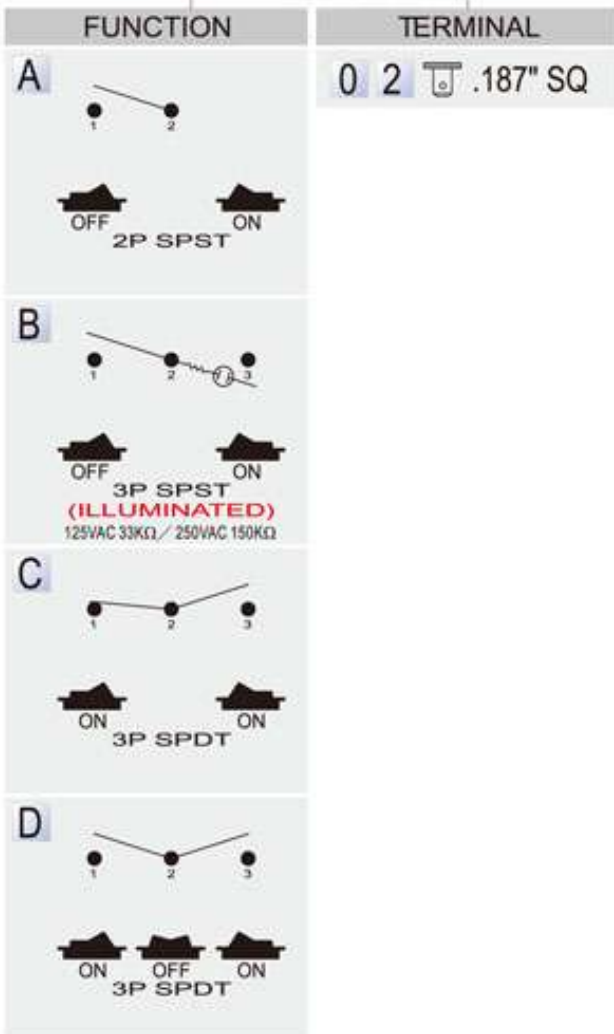 FUNCTION
TERMINAL
A
0 2 .187" SQ
1 2
OFF ON
2P SPST
B
1 2 3
OFF ON
3P SPST
(ILLUMINATED)
125VAC 33KΩ／250VAC 150KΩ
C
1 2 3
ON ON
3P SPDT
D
1 2 3
ON OFF ON
3P SPDT